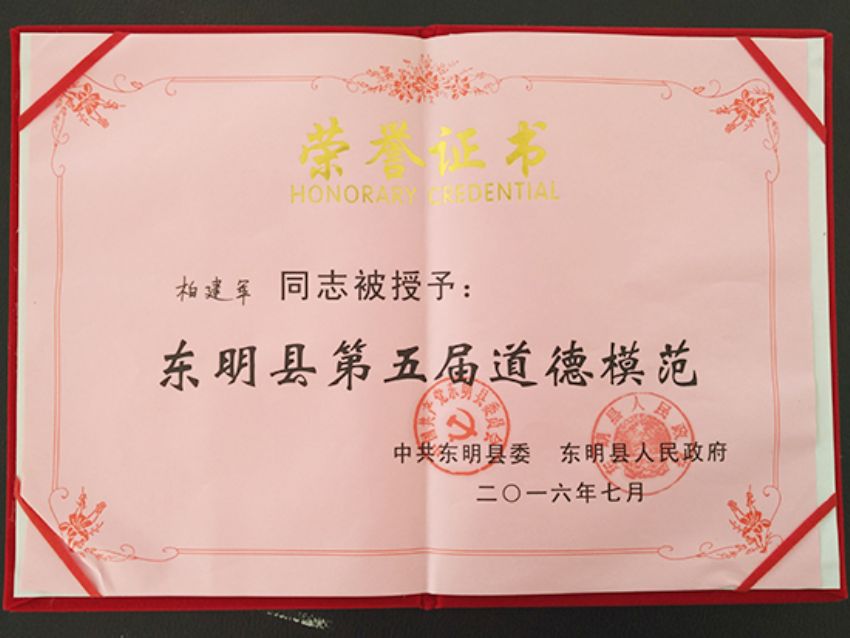 荣誉证书
HONORARY CREDENTIAL
柏建军 同志被授予：
东明县第五届道德模范
中共东明县委 东明县人民政府
二〇一六年七月